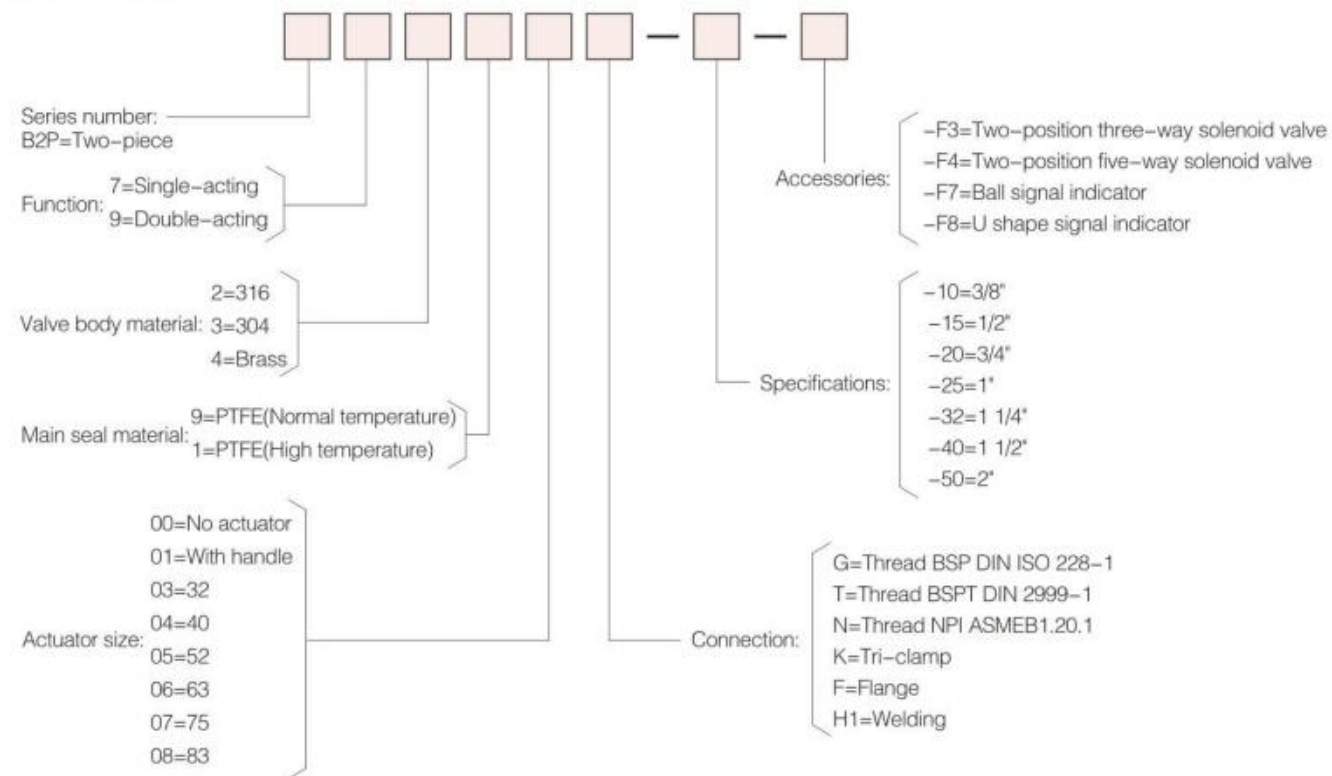 Series number:
B2P=Two-piece
Function:
7=Single-acting
9=Double-acting
Valve body material:
2=316
3=304
4=Brass
Main seal material:
9=PTFE(Normal temperature)
1=PTFE(High temperature)
Actuator size:
00=No actuator
01=With handle
03=32
04=40
05=52
06=63
07=75
08=83
Connection:
G=Thread BSP DIN ISO 228-1
T=Thread BSPT DIN 2999-1
N=Thread NPI ASMEB1.20.1
K=Tri-clamp
F=Flange
H1=Welding
Specifications:
-10=3/8"
-15=1/2"
-20=3/4"
-25=1"
-32=1 1/4"
-40=1 1/2"
-50=2"
Accessories:
-F3=Two-position three-way solenoid valve
-F4=Two-position five-way solenoid valve
-F7=Ball signal indicator
-F8=U shape signal indicator